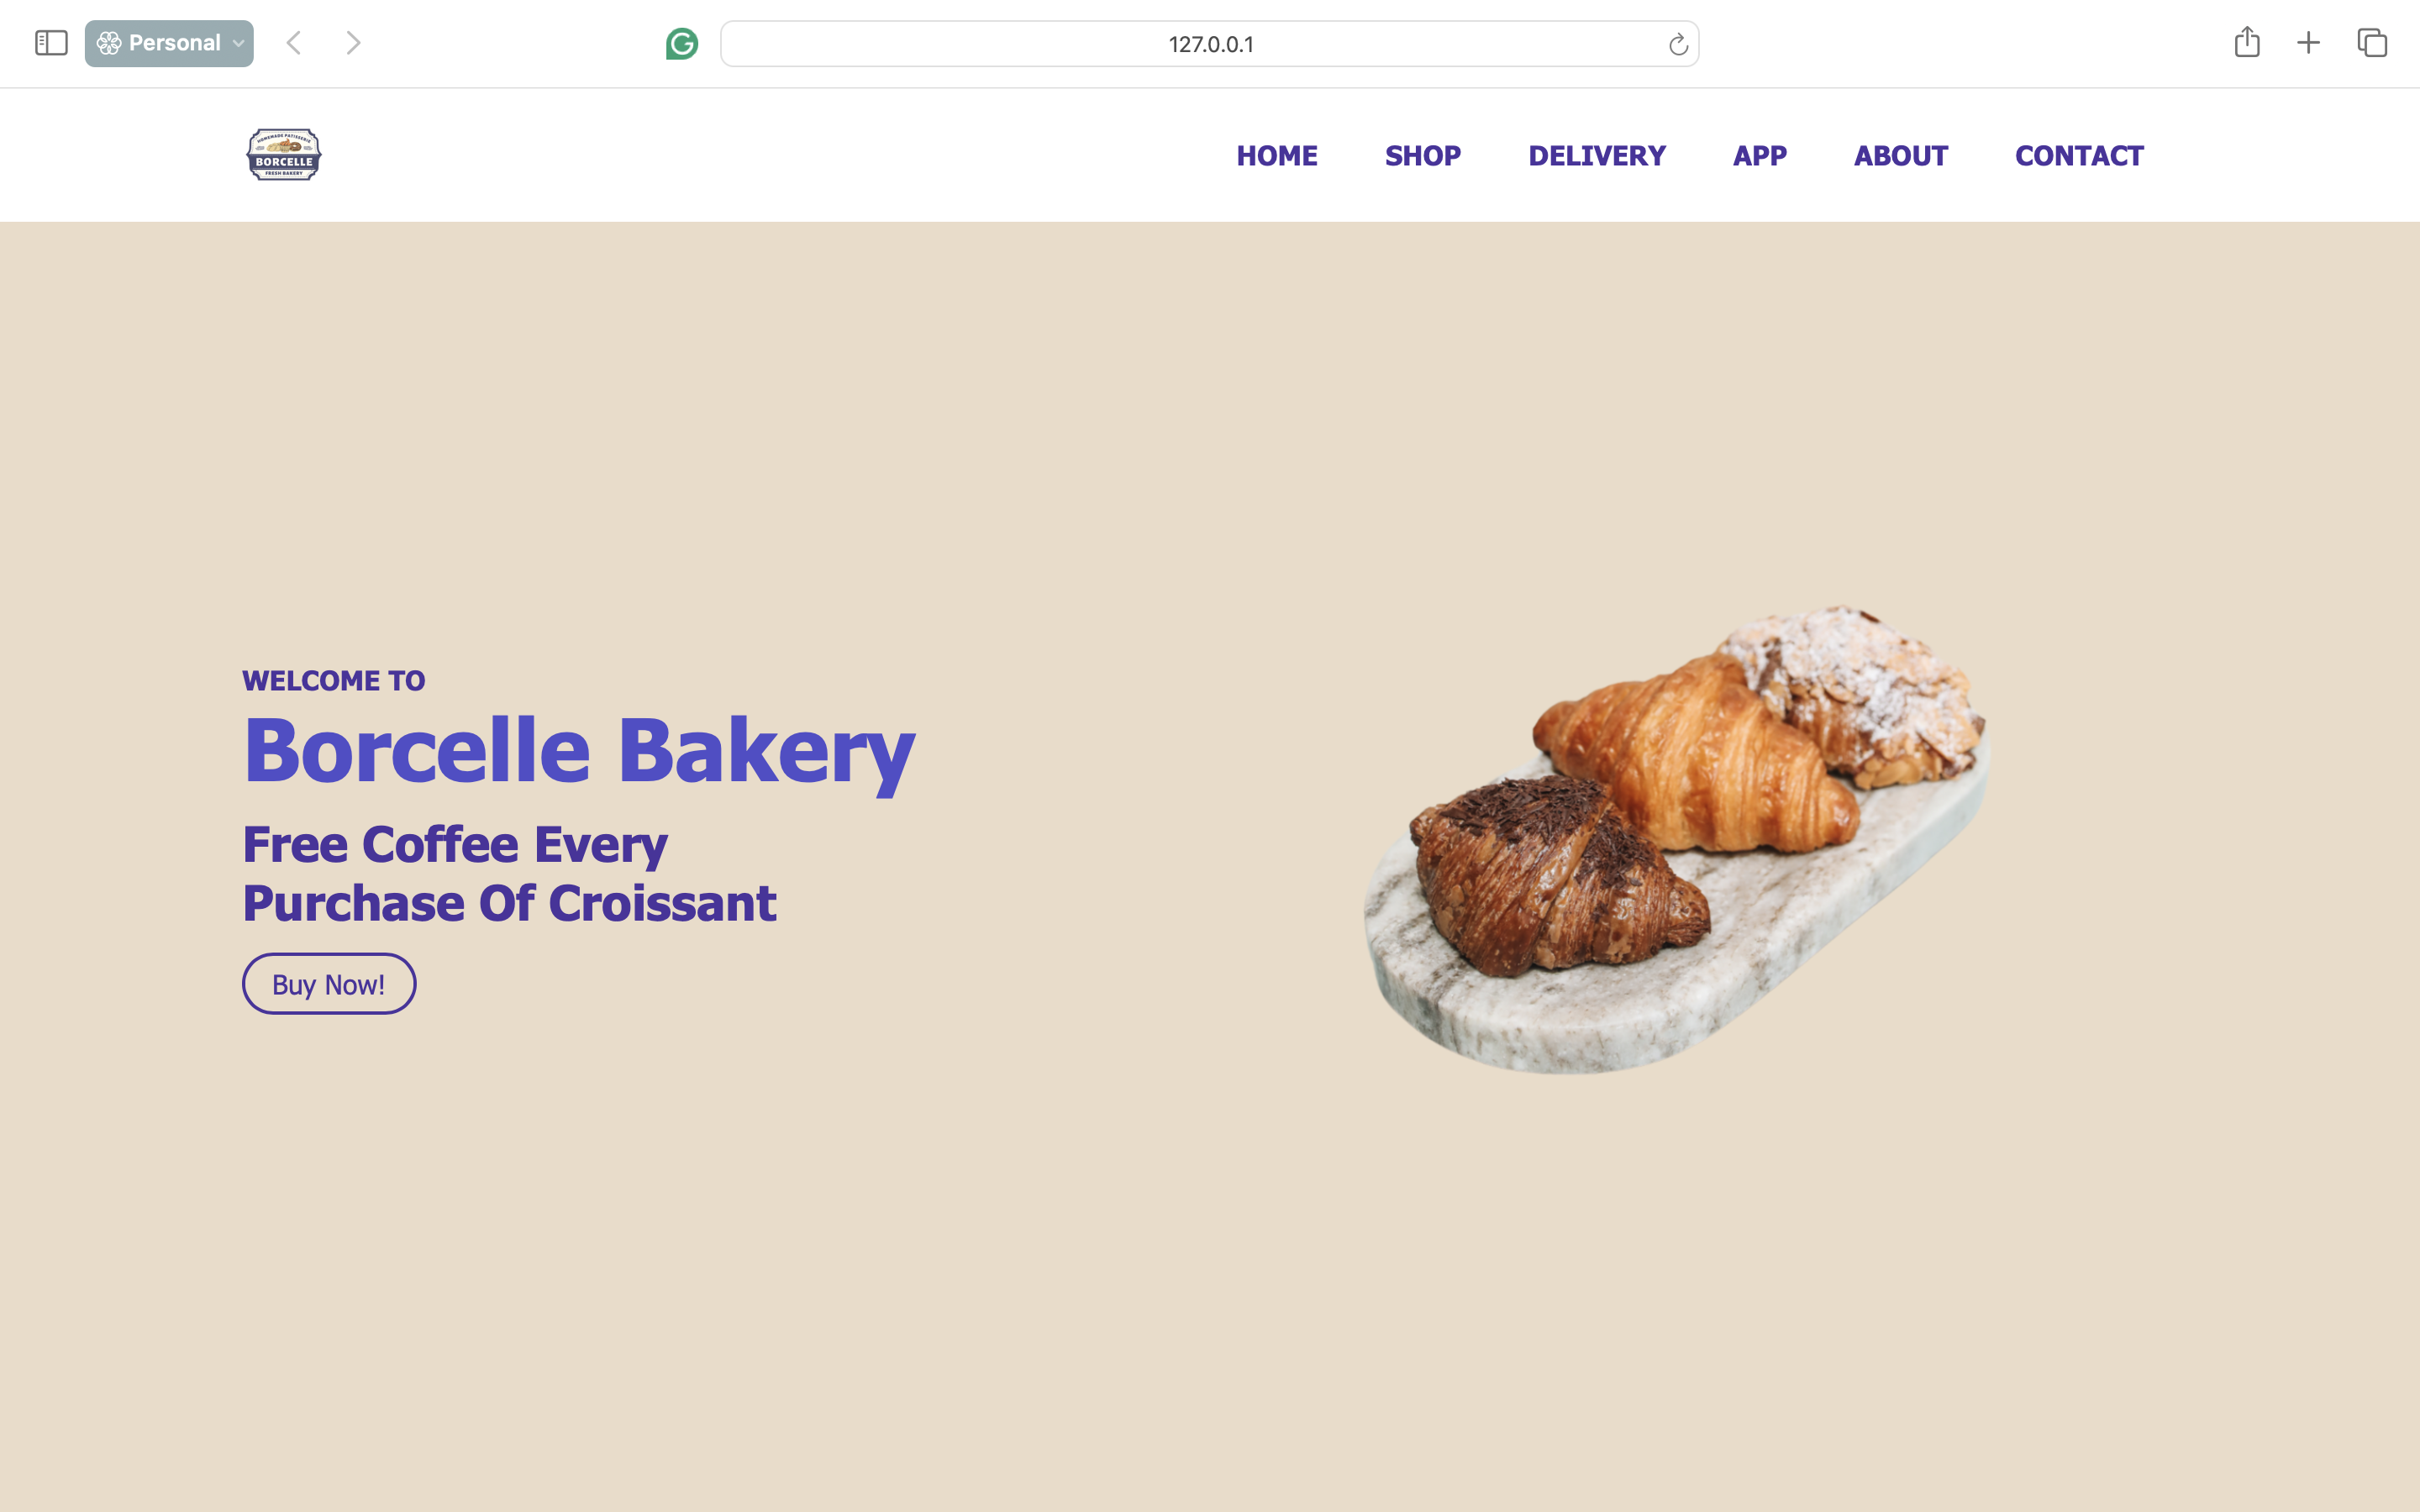 Personal
127.0.0.1
HOMEMADE PATISSERIE
BORCELLE
FRESH BAKERY
HOME SHOP DELIVERY APP ABOUT CONTACT
WELCOME TO
Borcelle Bakery
Free Coffee Every
Purchase Of Croissant
Buy Now!